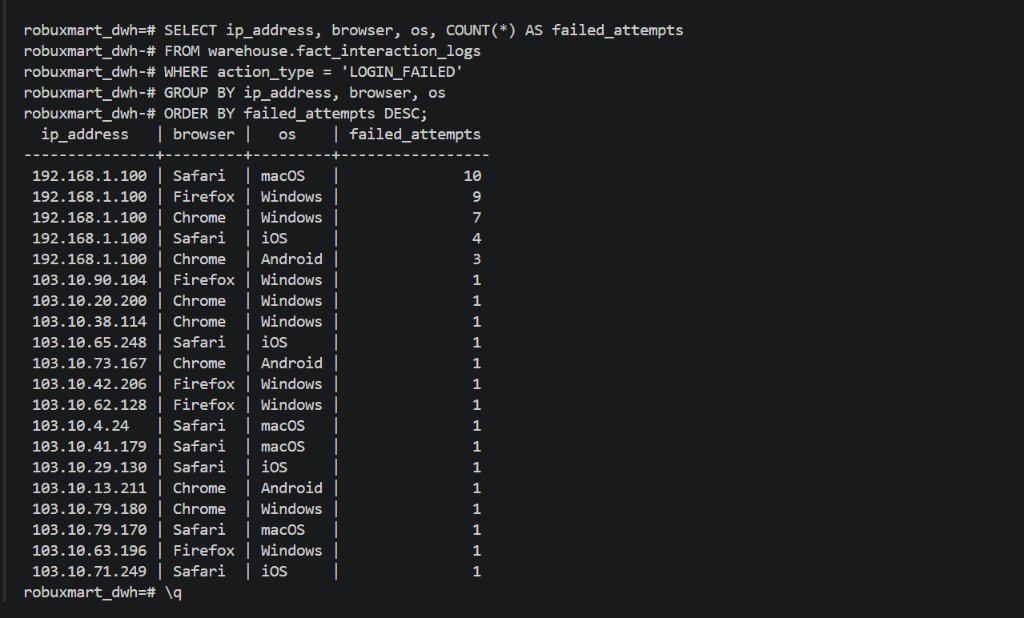 robuxmart_dwh=# SELECT ip_address, browser, os, COUNT(*) AS failed_attempts
robuxmart_dwh-# FROM warehouse.fact_interaction_logs
robuxmart_dwh-# WHERE action_type = 'LOGIN_FAILED'
robuxmart_dwh-# GROUP BY ip_address, browser, os
robuxmart_dwh-# ORDER BY failed_attempts DESC;
  ip_address   | browser |   os    | failed_attempts
---------------+---------+---------+-----------------
 192.168.1.100 | Safari  | macOS   |              10
 192.168.1.100 | Firefox | Windows |               9
 192.168.1.100 | Chrome  | Windows |               7
 192.168.1.100 | Safari  | iOS     |               4
 192.168.1.100 | Chrome  | Android |               3
 103.10.90.104 | Firefox | Windows |               1
 103.10.20.200 | Chrome  | Windows |               1
 103.10.38.114 | Chrome  | Windows |               1
 103.10.65.248 | Safari  | iOS     |               1
 103.10.73.167 | Chrome  | Android |               1
 103.10.42.206 | Firefox | Windows |               1
 103.10.62.128 | Firefox | Windows |               1
 103.10.4.24   | Safari  | macOS   |               1
 103.10.41.179 | Safari  | macOS   |               1
 103.10.29.130 | Safari  | iOS     |               1
 103.10.13.211 | Chrome  | Android |               1
 103.10.79.180 | Chrome  | Windows |               1
 103.10.79.170 | Safari  | macOS   |               1
 103.10.63.196 | Firefox | Windows |               1
 103.10.71.249 | Safari  | iOS     |               1
robuxmart_dwh=# \q